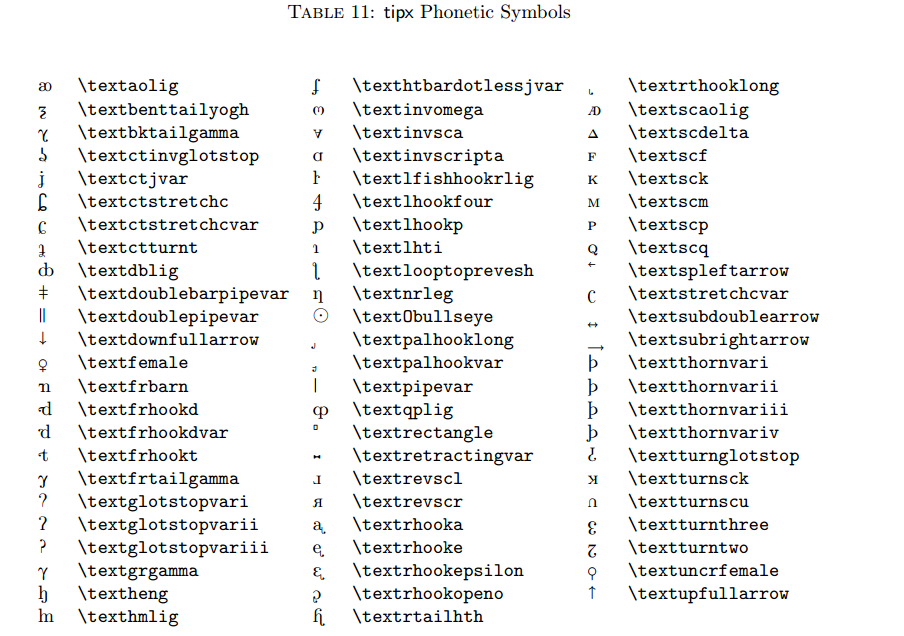 TABLE 11: tipx Phonetic Symbols
\textaolig \texthtbardotlessjvar \textrthooklong
\textbenttailyogh \textinvomega \textscaolig
\textbktailgamma \textinvsca \textscdelta
\textctinvglotstop \textinvscripta \textscf
\textctjvar \textlfishhookrlig \textsck
\textctstretchc \textlhookfour \textscm
\textctstretchcvar \textlhookp \textscp
\textctturnt \textlhti \textscq
\textdblig \textlooptoprevesh \textspleftarrow
\textdoublebarpipevar \textnrleg \textstretchcvar
\textdoublepipevar \textObullseye \textsubdoublearrow
\textdownfullarrow \textpalhooklong \textsubrightarrow
\textfemale \textpalhookvar þ \textthornvari
\textfrbarn \textpipevar þ \textthornvarii
\textfrhookd \textqplig þ \textthornvariii
\textfrhookdvar \textrectangle þ \textthornvariv
\textfrhookt \textretractingvar \textturnglotstop
\textfrtailgamma \textrevscl \textturnsck
\textglotstopvari \textrevscr \textturnscu
\textglotstopvarii \textrhooka \textturnthree
\textglotstopvariii \textrhooke \textturntwo
\textgrgamma \textrhookepsilon \textuncrfemale
\textheng \textrhookopeno ↑ \textupfullarrow
\texthmlig \textrtailhth